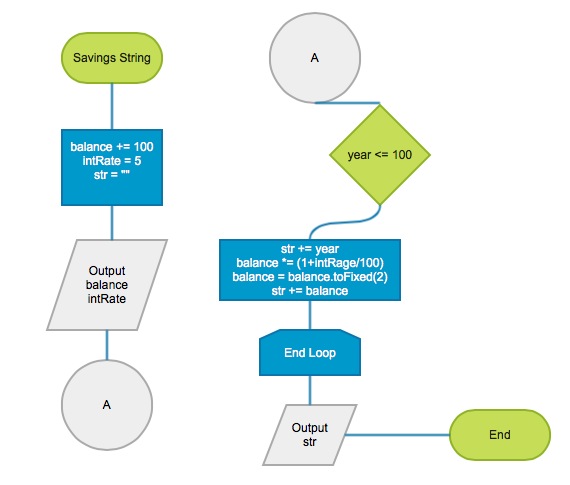 Savings String
balance += 100
intRate = 5
str = ""
Output
balance
intRate
A
A
year <= 100
str += year
balance *= (1+intRage/100)
balance = balance.toFixed(2)
str += balance
End Loop
Output
str
End